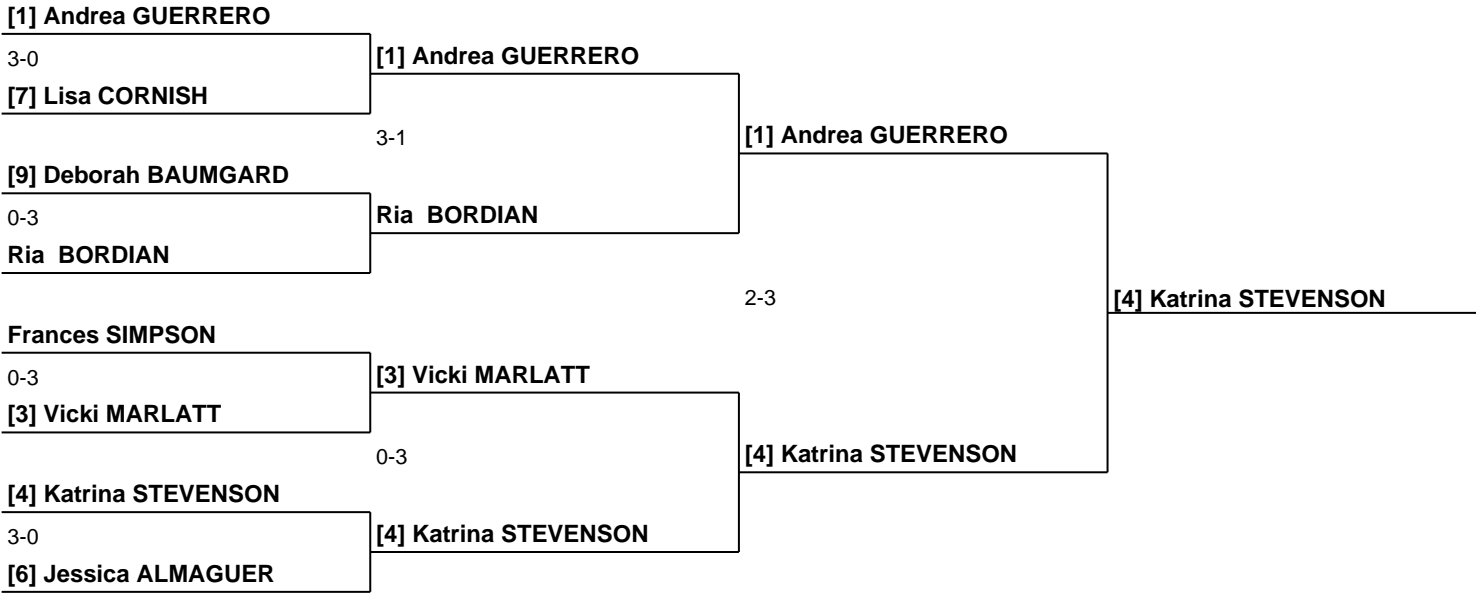 [1] Andrea GUERRERO
3-0
[1] Andrea GUERRERO
[7] Lisa CORNISH
3-1
[1] Andrea GUERRERO
[9] Deborah BAUMGARD
0-3
Ria  BORDIAN
Ria  BORDIAN
2-3
[4] Katrina STEVENSON
Frances SIMPSON
0-3
[3] Vicki MARLATT
[3] Vicki MARLATT
0-3
[4] Katrina STEVENSON
[4] Katrina STEVENSON
3-0
[4] Katrina STEVENSON
[6] Jessica ALMAGUER